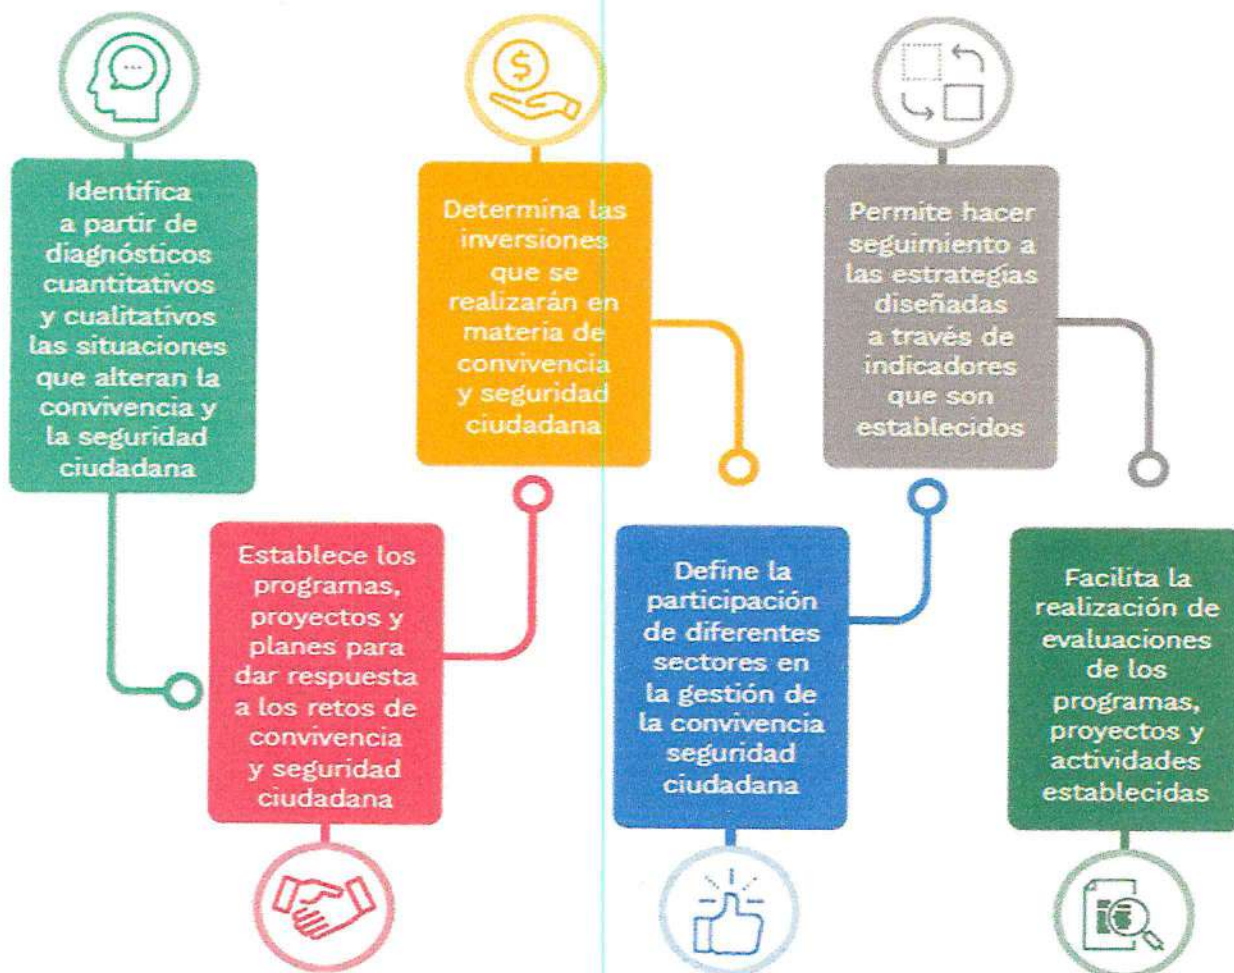 Identifica
a partir de
diagnósticos
cuantitativos
y cualitativos
las situaciones
que alteran la
convivencia y
la seguridad
ciudadana
Establece los
programas,
proyectos y
planes para
dar respuesta
a los retos de
convivencia
y seguridad
ciudadana
$
Determina las
inversiones
que se
realizarán en
materia de
convivencia
y seguridad
ciudadana
Define la
participación
de diferentes
sectores en
la gestión de
la convivencia
seguridad
ciudadana
Permite hacer
seguimiento a
las estrategias
diseñadas
a través de
indicadores
que son
establecidos
Facilita la
realización de
evaluaciones
de los
programas,
proyectos y
actividades
establecidas